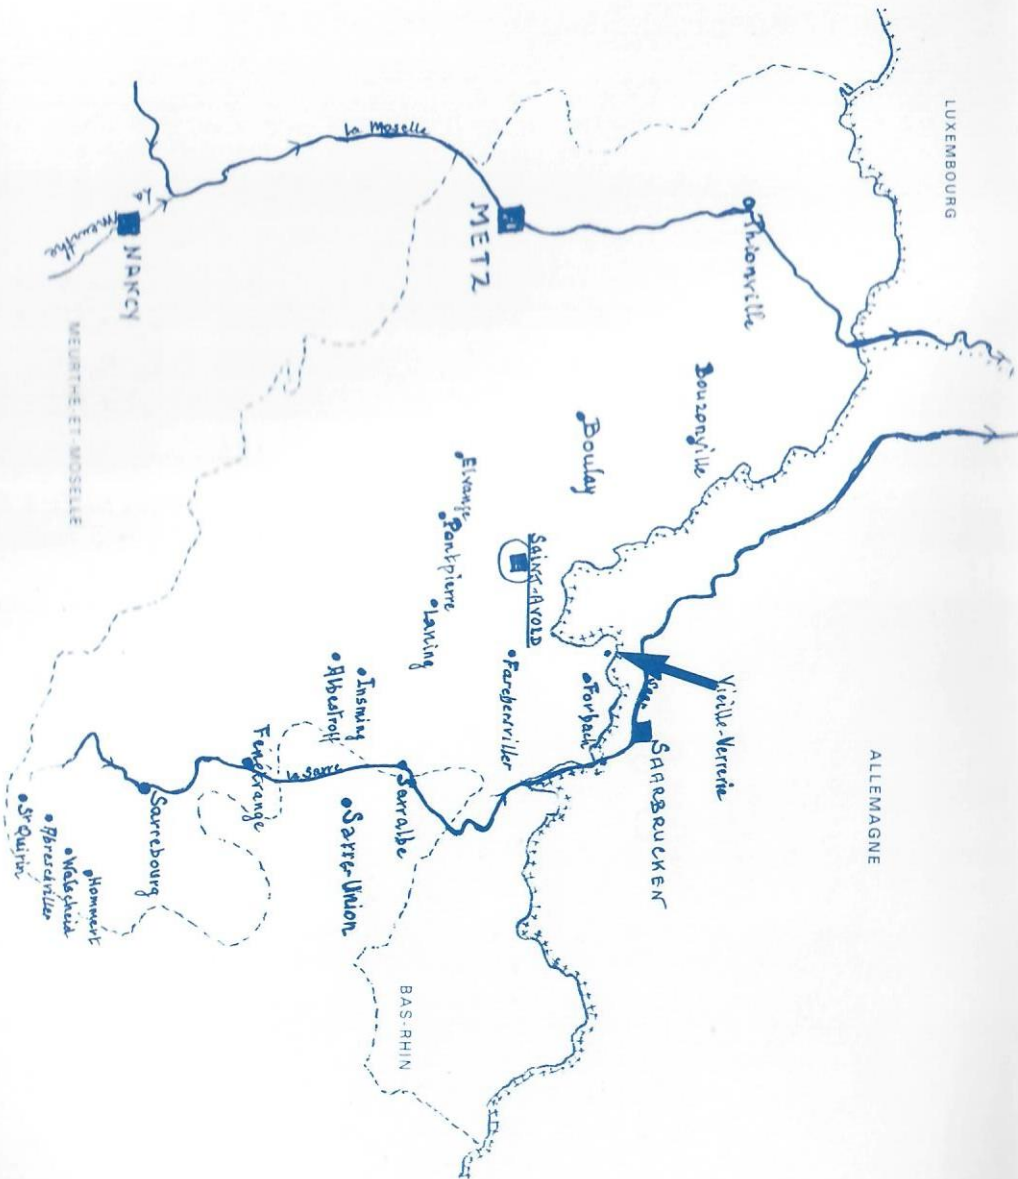 LUXEMBOURG
ALLEMAGNE
Thionville
Bouzonville
Vieille-Verrerie
SAARBRUCKEN
Boulay
Forbach
METZ
SAINT-AVOLD
Farebersviller
La Moselle
Elvange
Pontpierre
Laning
Sarralbe
BAS-RHIN
Insming
Albestroff
Sarre-Union
La Sarre
Fénétrange
NANCY
La Meurthe
Sarrebourg
MEURTHE-ET-MOSELLE
Hommert
Walscheid
Abreschviller
St Quirin